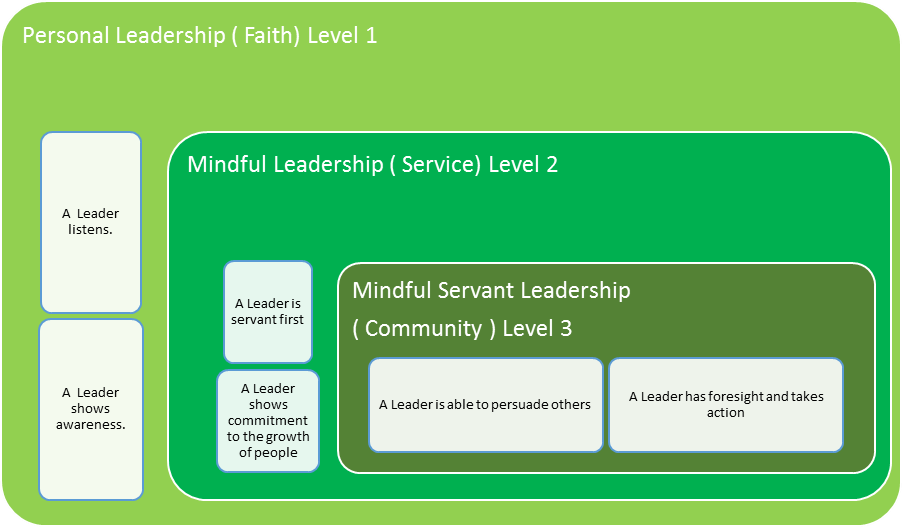 Personal Leadership ( Faith) Level 1
Mindful Leadership ( Service) Level 2
A Leader
listens.
A Leader is
servant first
Mindful Servant Leadership
( Community ) Level 3
A Leader
shows
awareness.
A Leader
shows
commitment
to the growth
of people
A Leader is able to persuade others
A Leader has foresight and takes
action